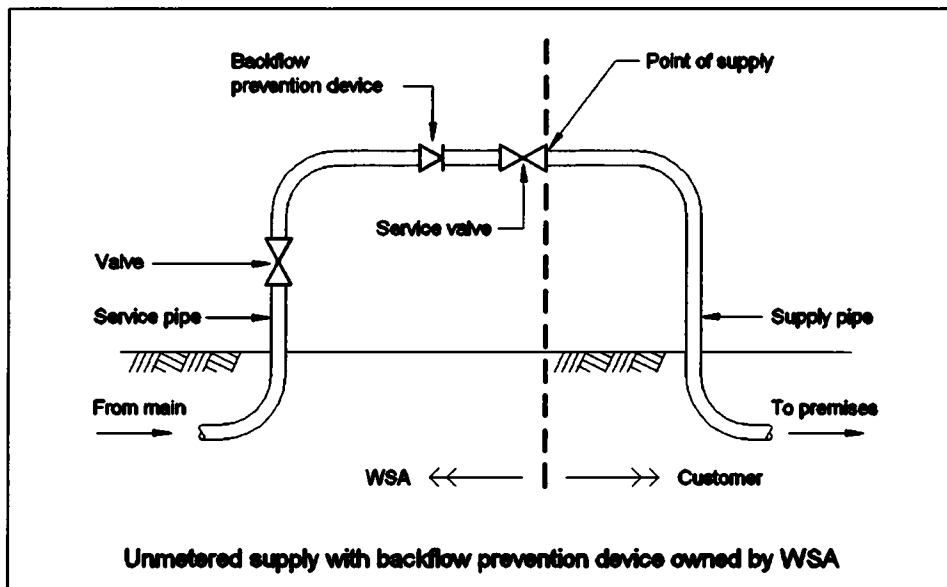 Backflow
prevention device
Point of supply
Service valve
Valve
Service pipe
Supply pipe
From main
To premises
WSA
Customer
Unmetered supply with backflow prevention device owned by WSA